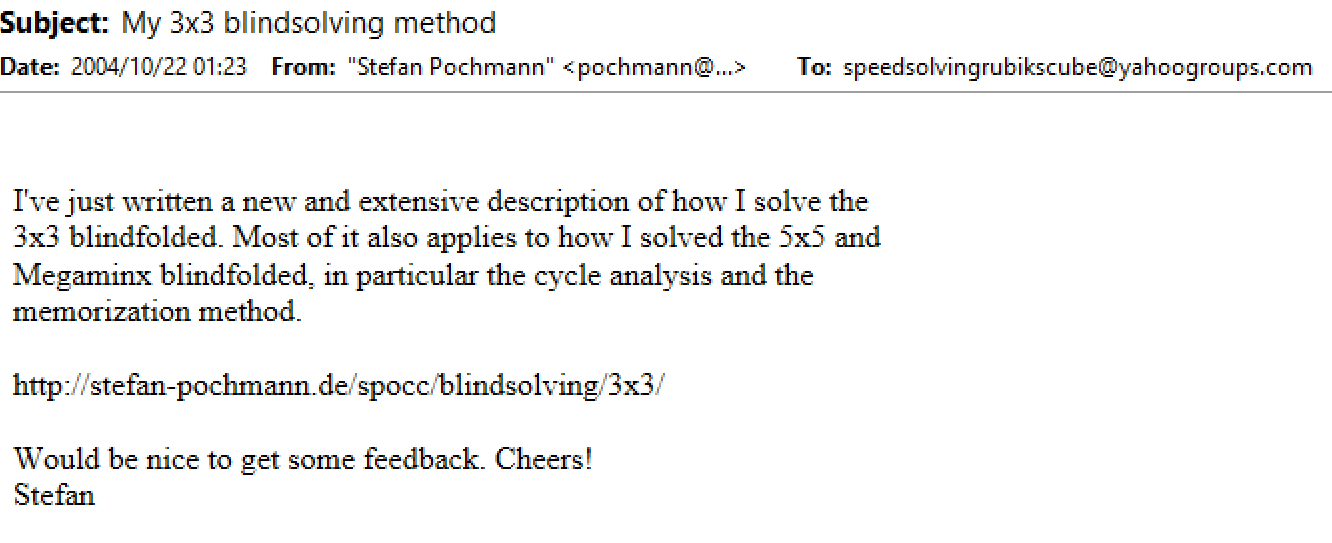 Subject: My 3x3 blindsolving method
Date: 2004/10/22 01:23 From: "Stefan Pochmann" <pochmann@...> To: speedsolvingrubikscube@yahoogroups.com
I've just written a new and extensive description of how I solve the
3x3 blindfolded. Most of it also applies to how I solved the 5x5 and
Megaminx blindfolded, in particular the cycle analysis and the
memorization method.
http://stefan-pochmann.de/spocc/blindsolving/3x3/
Would be nice to get some feedback. Cheers!
Stefan